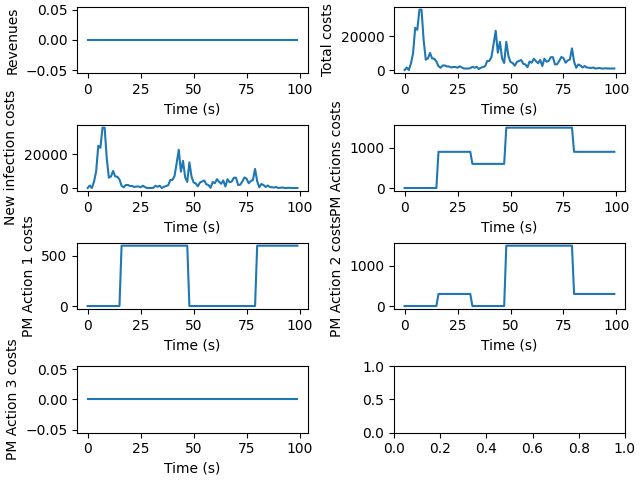 Revenues
0.05
0.00
−0.05
0 25 50 75 100
Time (s)
Total costs
20000
0
0 25 50 75 100
Time (s)
New infection costs
20000
0
0 25 50 75 100
Time (s)
PM Actions costs
1000
0
0 25 50 75 100
Time (s)
PM Action 1 costs
500
0
0 25 50 75 100
Time (s)
PM Action 2 costs
1000
0
0 25 50 75 100
Time (s)
PM Action 3 costs
0.05
0.00
−0.05
0 25 50 75 100
Time (s)
1.0
0.5
0.0
0.0 0.2 0.4 0.6 0.8 1.0